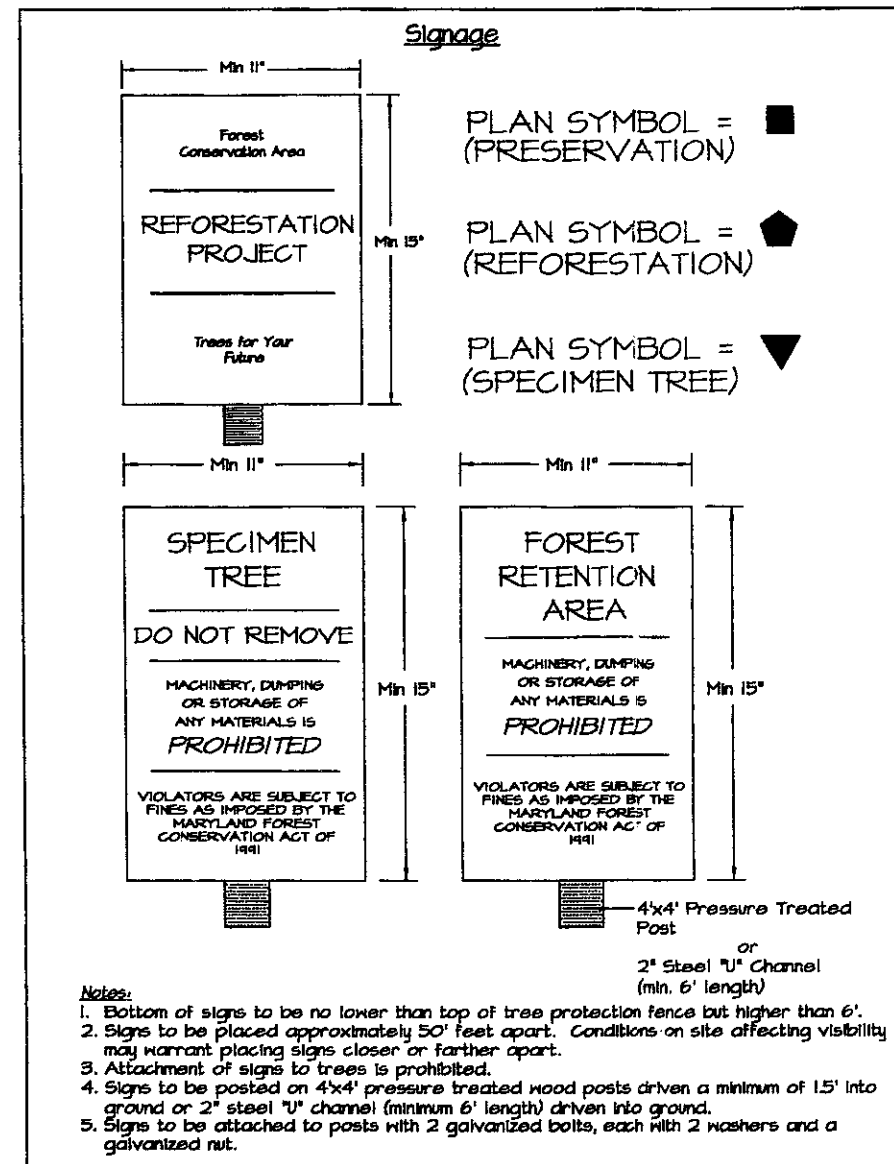 Signage
Min 11"
Forest
Conservation Area
REFORESTATION
PROJECT
Trees for Your
Future
Min 15"
PLAN SYMBOL =
(PRESERVATION)
PLAN SYMBOL =
(REFORESTATION)
PLAN SYMBOL =
(SPECIMEN TREE)
Min 11"
SPECIMEN
TREE
DO NOT REMOVE
MACHINERY, DUMPING
OR STORAGE OF
ANY MATERIALS IS
PROHIBITED
VIOLATORS ARE SUBJECT TO
FINES AS IMPOSED BY THE
MARYLAND FOREST
CONSERVATION ACT OF
1991
Min 15"
Min 11"
FOREST
RETENTION
AREA
MACHINERY, DUMPING
OR STORAGE OF
ANY MATERIALS IS
PROHIBITED
VIOLATORS ARE SUBJECT TO
FINES AS IMPOSED BY THE
MARYLAND FOREST
CONSERVATION ACT OF
1991
Min 15"
4'x4' Pressure Treated
Post
or
2" Steel "U" Channel
(min. 6' length)
Notes:
1. Bottom of signs to be no lower than top of tree protection fence but higher than 6'.
2. Signs to be placed approximately 50' feet apart. Conditions on site affecting visibility
may warrant placing signs closer or farther apart.
3. Attachment of signs to trees is prohibited.
4. Signs to be posted on 4'x4' pressure treated wood posts driven a minimum of 1.5' into
ground or 2" steel "U" channel (minimum 6' length) driven into ground.
5. Signs to be attached to posts with 2 galvanized bolts, each with 2 washers and a
galvanized nut.